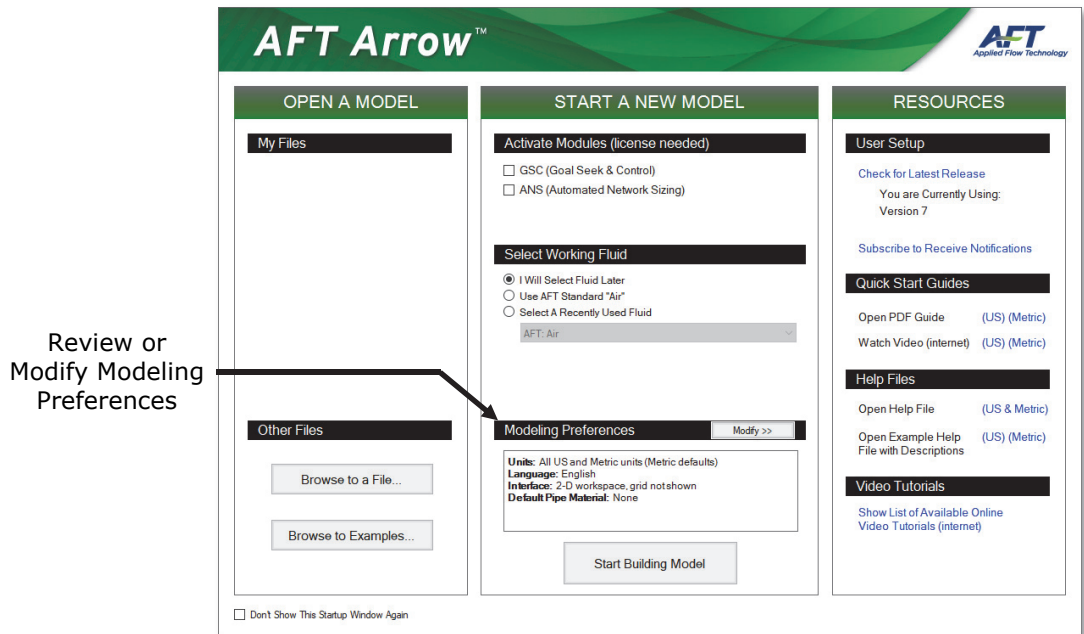 AFT Arrow™
AFT
Applied Flow Technology
OPEN A MODEL
My Files
Other Files
Browse to a File...
Browse to Examples...
START A NEW MODEL
Activate Modules (license needed)
GSC (Goal Seek & Control)
ANS (Automated Network Sizing)
Select Working Fluid
I Will Select Fluid Later
Use AFT Standard "Air"
Select A Recently Used Fluid
AFT: Air
Modeling Preferences
Modify >>
Units: All US and Metric units (Metric defaults)
Language: English
Interface: 2-D workspace, grid not shown
Default Pipe Material: None
Start Building Model
RESOURCES
User Setup
Check for Latest Release
You are Currently Using:
Version 7
Subscribe to Receive Notifications
Quick Start Guides
Open PDF Guide (US) (Metric)
Watch Video (internet) (US) (Metric)
Help Files
Open Help File (US & Metric)
Open Example Help (US) (Metric)
File with Descriptions
Video Tutorials
Show List of Available Online
Video Tutorials (internet)
Don't Show This Startup Window Again
Review or
Modify Modeling
Preferences